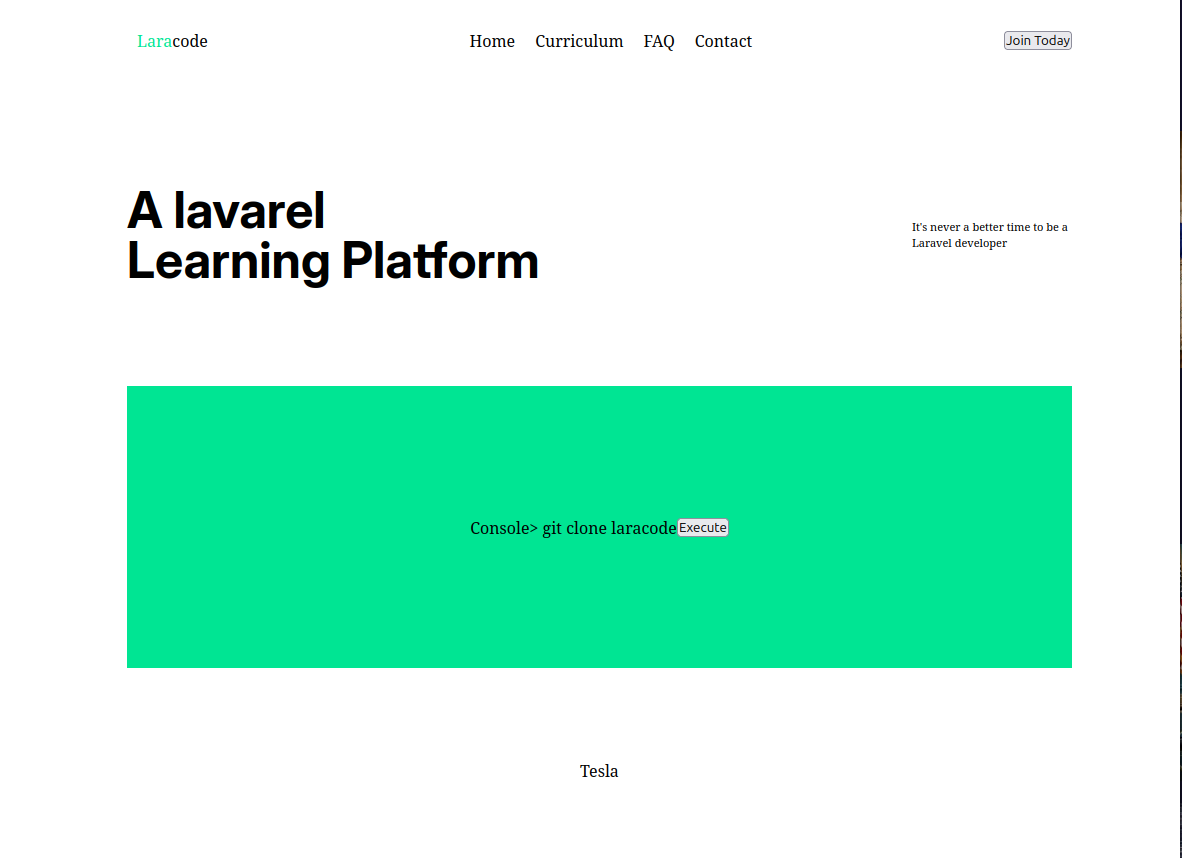 Laracode Home Curriculum FAQ Contact Join Today
A lavarel
Learning Platform
It's never a better time to be a
Laravel developer
Console> git clone laracode Execute
Tesla